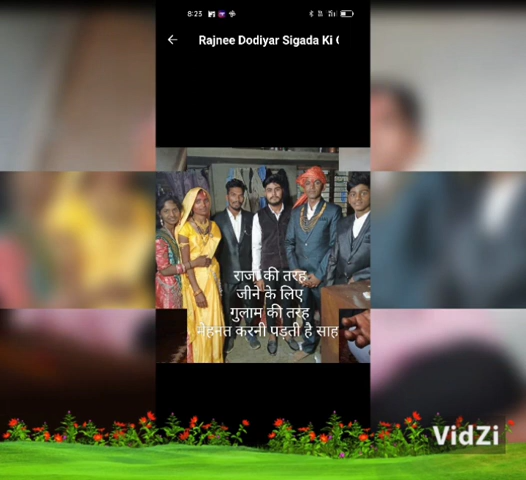 8:23
Rajnee Dodiyar Sigada Ki
राजा की तरह
जीने के लिए
गुलाम की तरह
मेहनत करनी पड़ती है साह
VidZi